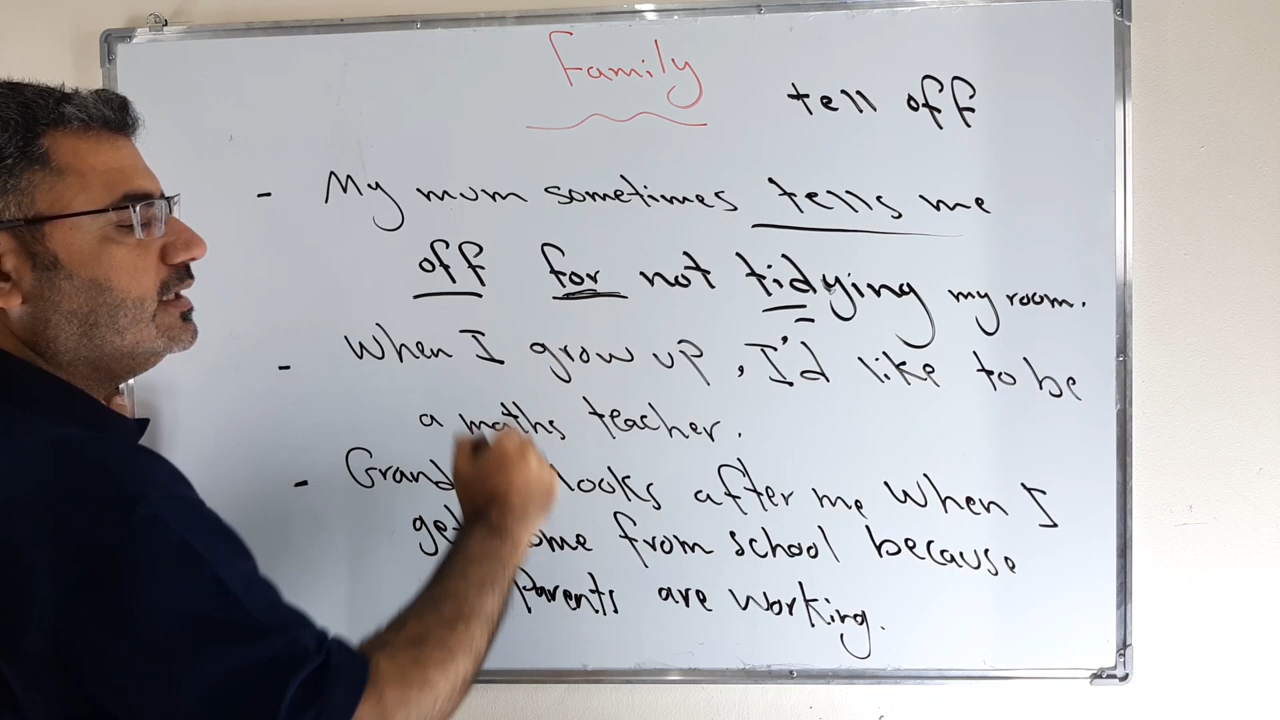 Family
tell off
- My mum sometimes tells me
off for not tidying my room.
- When I grow up, I'd like to be
a maths teacher.
- Grand looks after me when I
get home from school because
parents are working.